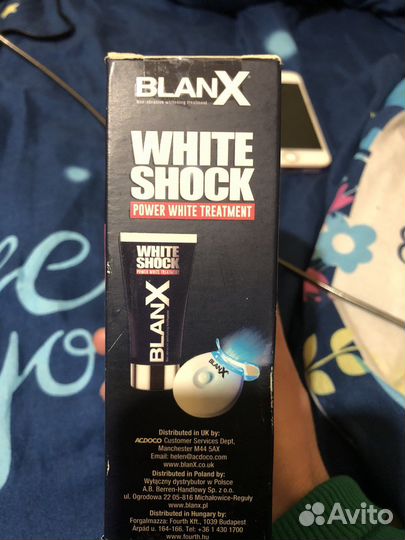 BLANX
Non-abrasive whitening treatment
WHITE
SHOCK
POWER WHITE TREATMENT
WHITE
SHOCK
POWER WHITE TREATMENT
BLANX
BLANX
Distributed in UK by:
ACDOCO Customer Services Dept,
Manchester M44 5AX
Email: helen@acdoco.com
www.blanX.co.uk
Distributed in Poland by:
Wyłączny dystrybutor w Polsce
A.B. Berren-Handlowy Sp. z o.o.
ul. Ogrodowa 22 05-816 Michałowice-Reguły
www.blanx.pl
Distributed in Hungary by:
Forgalmazza: Fourth Kft., 1039 Budapest
Árpád u. 164-166. Tel: +36 1 430 1700
www.fourth.hu
Avito